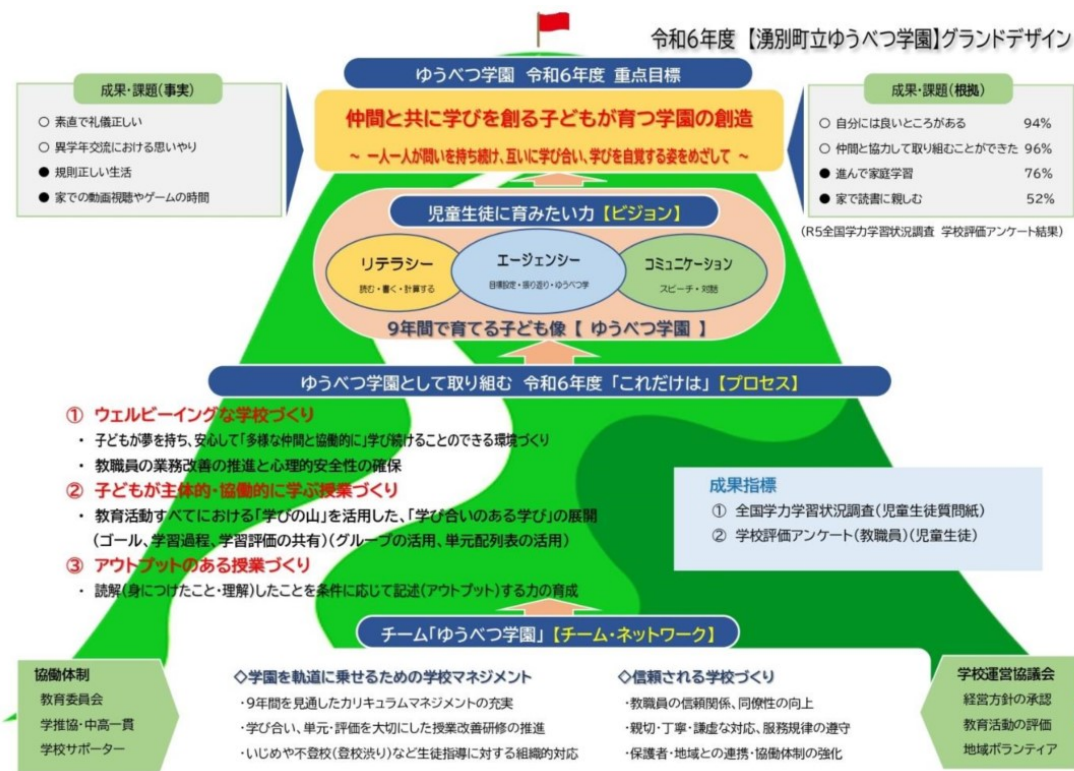 令和6年度 【湧別町立ゆうべつ学園】グランドデザイン
ゆうべつ学園 令和6年度 重点目標
仲間と共に学びを創る子どもが育つ学園の創造
～ 一人一人が問いを持ち続け、互いに学び合い、学びを自覚する姿をめざして ～
成果・課題(事実)
○ 素直で礼儀正しい
○ 異学年交流における思いやり
● 規則正しい生活
● 家での動画視聴やゲームの時間
成果・課題(根拠)
○ 自分には良いところがある 94%
○ 仲間と協力して取り組むことができた 96%
● 進んで家庭学習 76%
● 家で読書に親しむ 52%
(R5全国学力学習状況調査 学校評価アンケート結果)
児童生徒に育みたい力【ビジョン】
リテラシー
読む・書く・計算する
エージェンシー
目標設定・振り返り・ゆうべつ学
コミュニケーション
スピーチ・対話
9年間で育てる子ども像【 ゆうべつ学園 】
ゆうべつ学園として取り組む 令和6年度 「これだけは」【プロセス】
① ウェルビーイングな学校づくり
・ 子どもが夢を持ち、安心して「多様な仲間と協働的に」学び続けることのできる環境づくり
・ 教職員の業務改善の推進と心理的安全性の確保
② 子どもが主体的・協働的に学ぶ授業づくり
・ 教育活動すべてにおける「学びの山」を活用した、「学び合いのある学び」の展開
(ゴール、学習過程、学習評価の共有)(グループの活用、単元配列表の活用)
③ アウトプットのある授業づくり
・ 読解(身につけたこと・理解)したことを条件に応じて記述(アウトプット)する力の育成
成果指標
① 全国学力学習状況調査(児童生徒質問紙)
② 学校評価アンケート(教職員)(児童生徒)
チーム「ゆうべつ学園」【チーム・ネットワーク】
協働体制
教育委員会
学推協・中高一貫
学校サポーター
◇学園を軌道に乗せるための学校マネジメント
・9年間を見通したカリキュラムマネジメントの充実
・学び合い、単元・評価を大切にした授業改善研修の推進
・いじめや不登校(登校渋り)など生徒指導に対する組織的対応
◇信頼される学校づくり
・教職員の信頼関係、同僚性の向上
・親切・丁寧・謙虚な対応、服務規律の遵守
・保護者・地域との連携・協働体制の強化
学校運営協議会
経営方針の承認
教育活動の評価
地域ボランティア